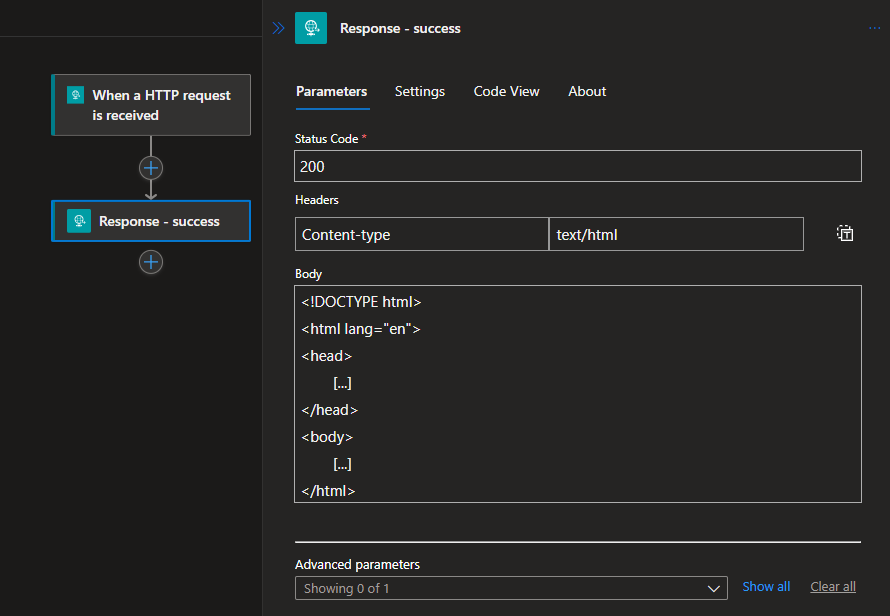 When a HTTP request
is received
Response - success
Response - success
Parameters Settings Code View About
Status Code *
200
Headers
Content-type text/html
Body
<!DOCTYPE html>
<html lang="en">
<head>
[...]
</head>
<body>
[...]
</html>
Advanced parameters
Showing 0 of 1 Show all Clear all